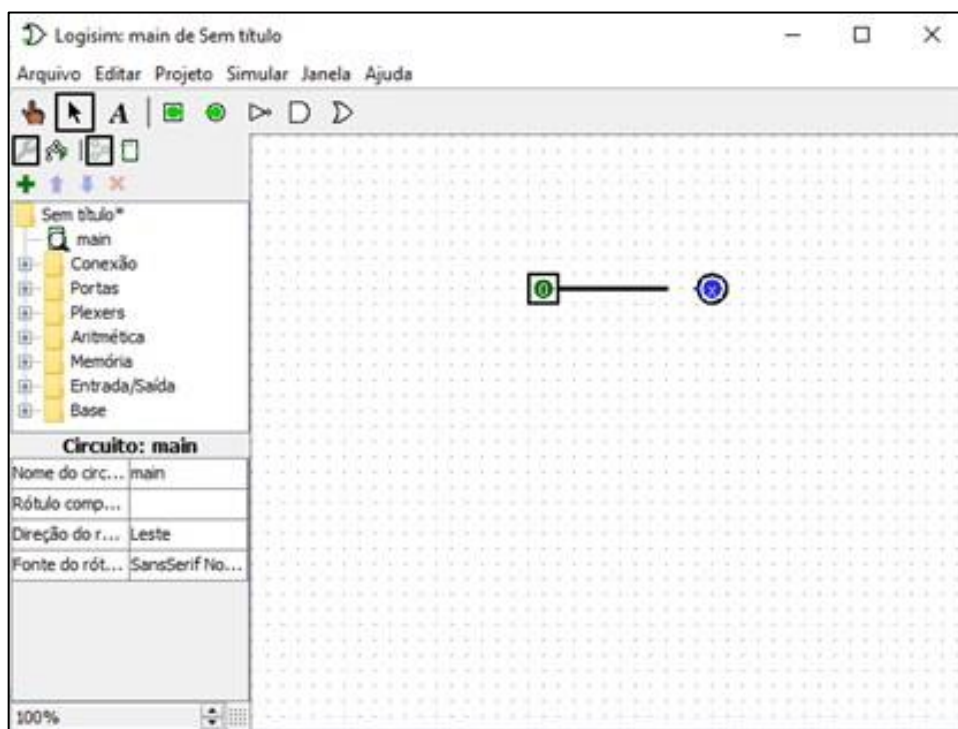 Logisim: main de Sem título
Arquivo Editar Projeto Simular Janela Ajuda
A
Sem título*
main
Conexão
Portas
Plexers
Aritmética
Memória
Entrada/Saída
Base
Circuito: main
Nome do circ... main
Rótulo comp...
Direção do r... Leste
Fonte do rót... SansSerif No...
100%
0
x